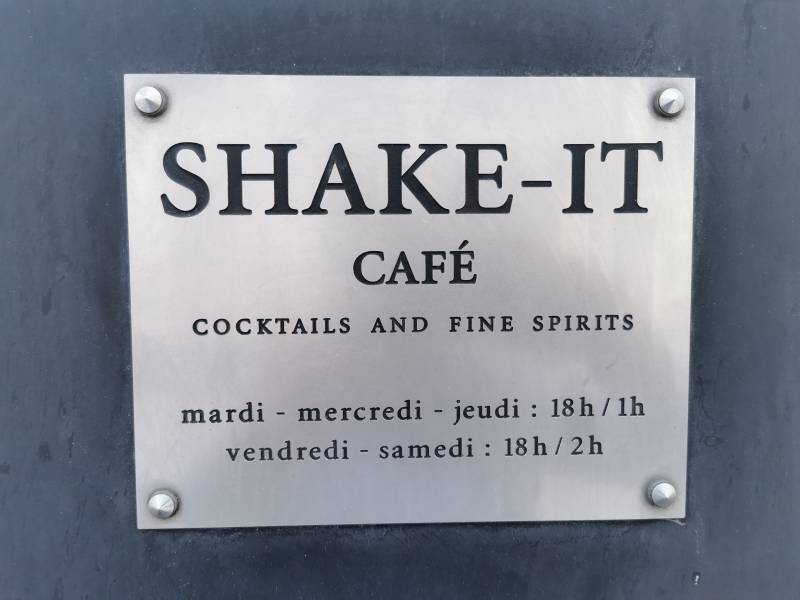 SHAKE-IT
CAFÉ
COCKTAILS AND FINE SPIRITS
mardi - mercredi - jeudi : 18h / 1h
vendredi - samedi : 18h / 2h